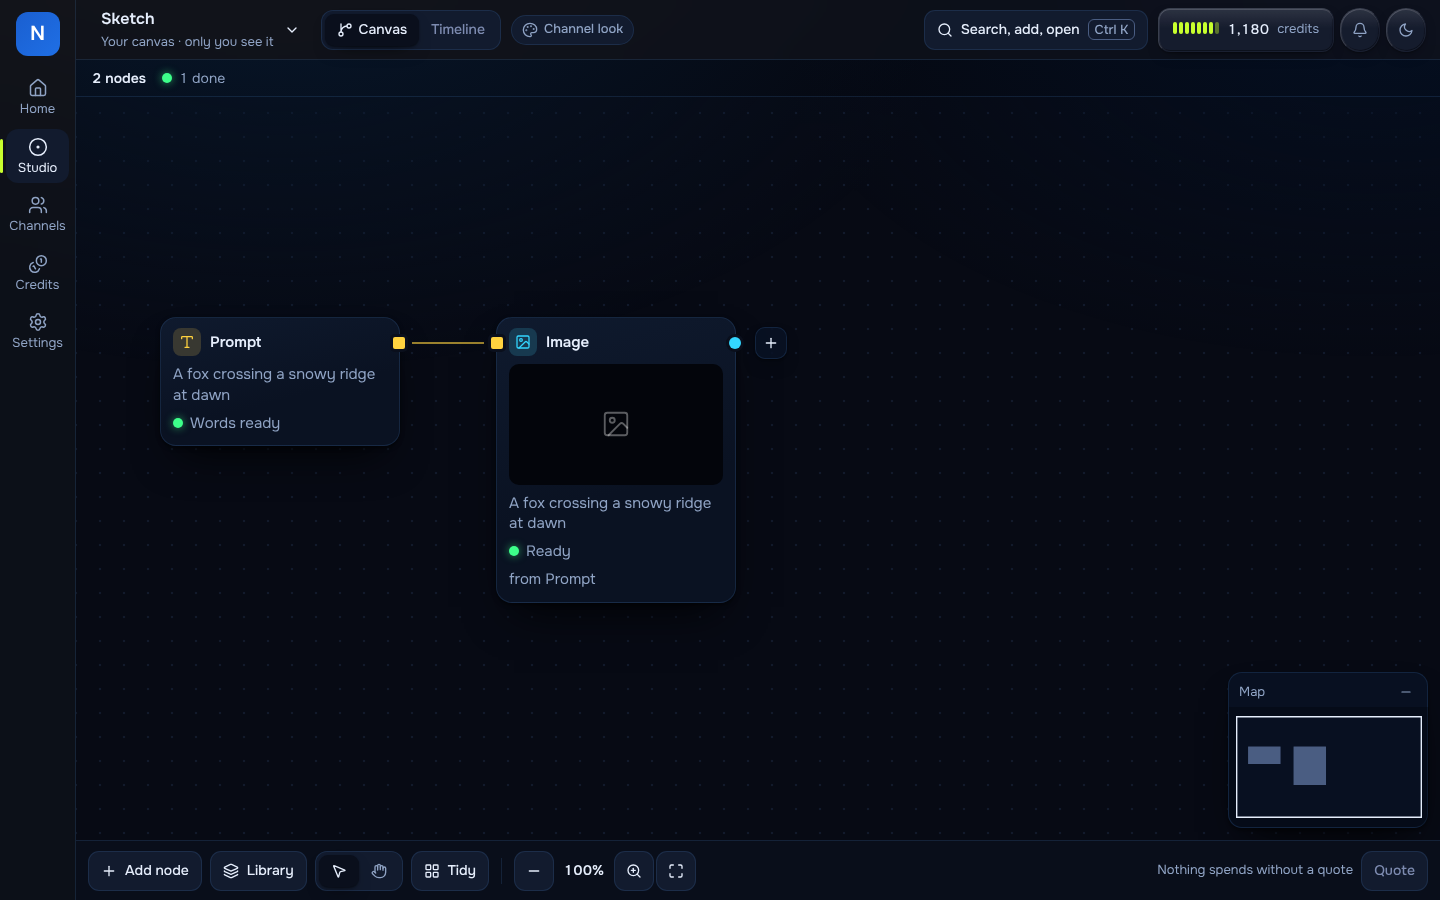 N
Sketch
Your canvas · only you see it
Canvas
Timeline
Channel look
Search, add, open
Ctrl K
1,180 credits
2 nodes
1 done
Home
Studio
Channels
Credits
Settings
Prompt
A fox crossing a snowy ridge
at dawn
Words ready
Image
A fox crossing a snowy ridge
at dawn
Ready
from Prompt
Map
Add node
Library
Tidy
100%
Nothing spends without a quote
Quote